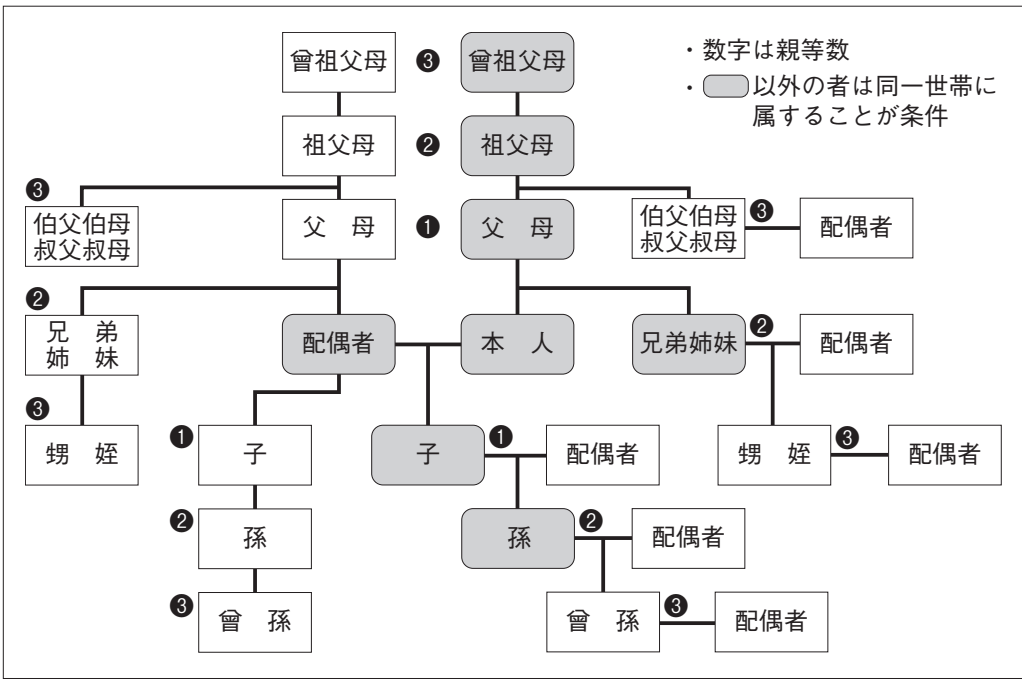 曾祖父母
❸
曾祖父母
・数字は親等数
・以外の者は同一世帯に
属することが条件
祖父母
❷
祖父母
❸
伯父伯母
叔父叔母
父 母
❶
父 母
伯父伯母
叔父叔母
❸
配偶者
❷
兄 弟
姉 妹
配偶者
本 人
兄弟姉妹
❷
配偶者
❸
甥 姪
❶
子
子
❶
配偶者
甥 姪
❸
配偶者
❷
孫
孫
❷
配偶者
❸
曾 孫
曾 孫
❸
配偶者